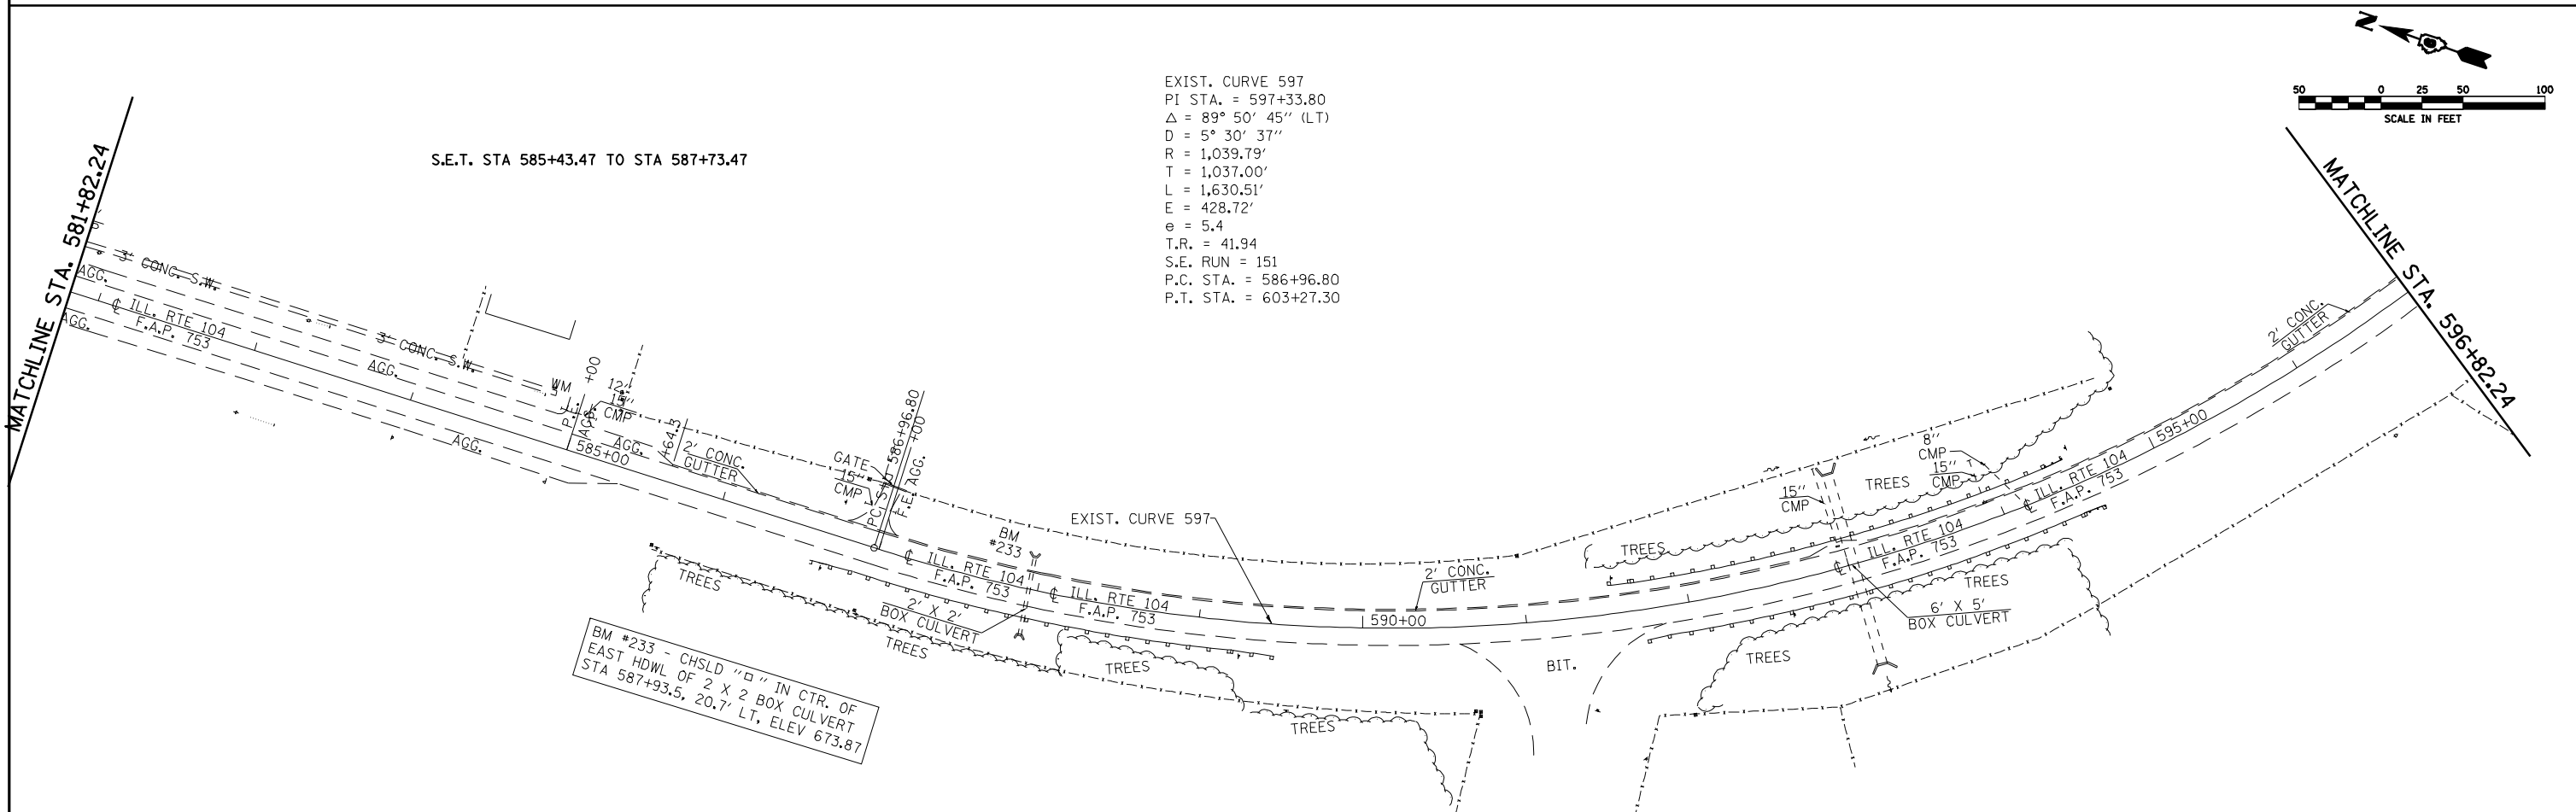 N
50 0 25 50 100
SCALE IN FEET
EXIST. CURVE 597
PI STA. = 597+33.80
Δ = 89° 50' 45'' (LT)
D = 5° 30' 37''
R = 1,039.79'
T = 1,037.00'
L = 1,630.51'
E = 428.72'
e = 5.4
T.R. = 41.94
S.E. RUN = 151
P.C. STA. = 586+96.80
P.T. STA. = 603+27.30
S.E.T. STA 585+43.47 TO STA 587+73.47
MATCHLINE STA. 581+82.24
MATCHLINE STA. 596+82.24
3' CONC. S.W.
AGG.
℄ ILL. RTE 104
F.A.P. 753
AGG.
3' CONC. S.W.
AGG.
AGG.
WM
P.E.
AGG.
+00
12''
15''
CMP
AGG.
585+00
+64.3
2' CONC.
GUTTER
GATE
15''
CMP
PC Sta 586+96.80
F.E. AGG. +00
BM
#233
℄ ILL. RTE 104
F.A.P. 753
℄ ILL. RTE 104
F.A.P. 753
2' X 2'
BOX CULVERT
EXIST. CURVE 597
2' CONC.
GUTTER
590+00
TREES
TREES
TREES
TREES
BM #233 - CHSLD "□" IN CTR. OF
EAST HDWL OF 2 X 2 BOX CULVERT
STA 587+93.5, 20.7' LT, ELEV 673.87
BIT.
TREES
15''
CMP
TREES
8''
CMP
15''
CMP
℄ ILL. RTE 104
F.A.P. 753
℄ ILL. RTE 104
F.A.P. 753
TREES
6' X 5'
BOX CULVERT
TREES
595+00
2' CONC.
GUTTER